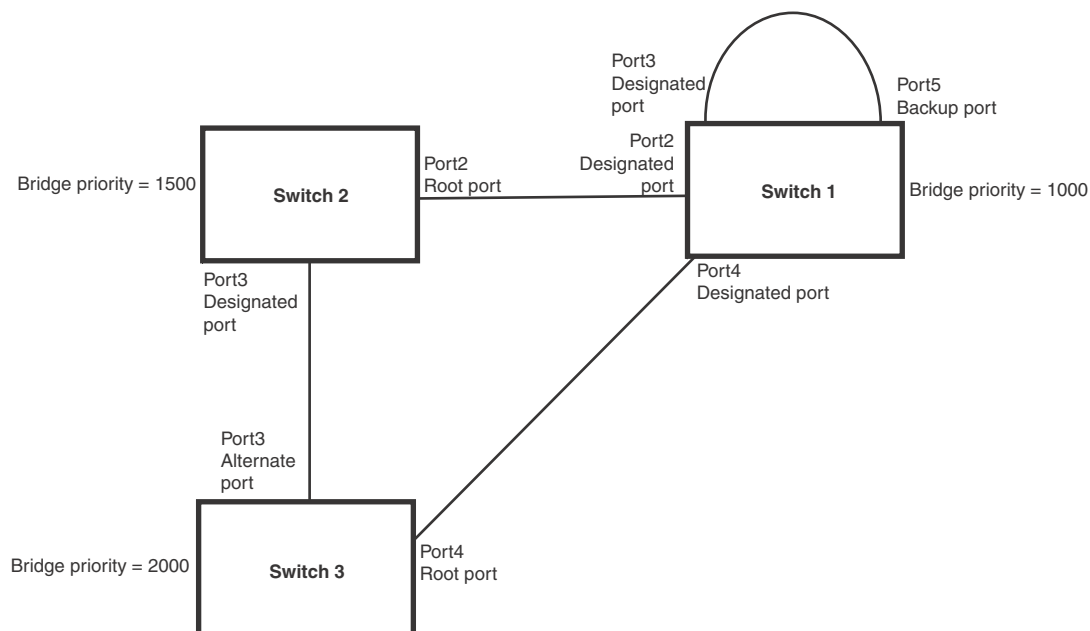 Port3
Designated
port
Port5
Backup port
Port2
Designated
port
Port2
Root port
Bridge priority = 1500
Switch 2
Switch 1
Bridge priority = 1000
Port3
Designated
port
Port4
Designated port
Port3
Alternate
port
Bridge priority = 2000
Switch 3
Port4
Root port